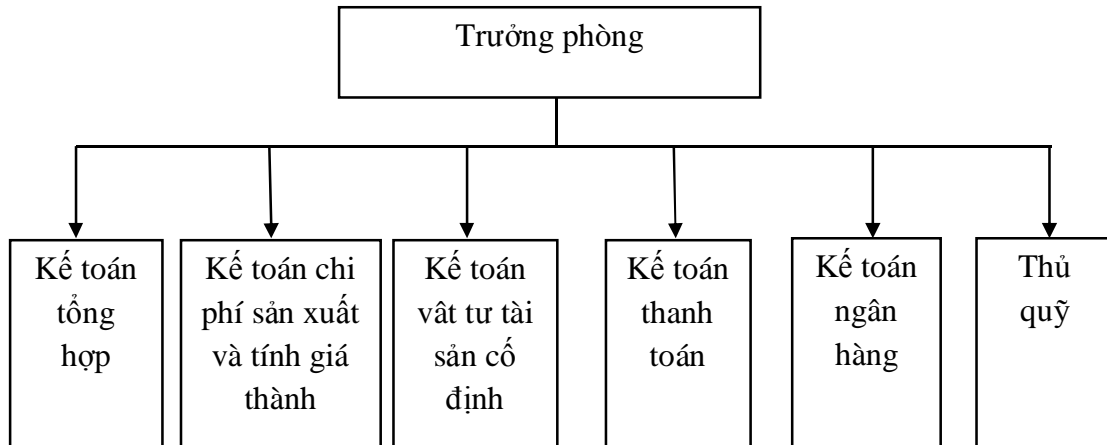 Trưởng phòng
Kế toán
tổng
hợp
Kế toán chi
phí sản xuất
và tính giá
thành
Kế toán
vât tư tài
sản cố
định
Kế toán
thanh
toán
Kế toán
ngân
hàng
Thủ
quỹ